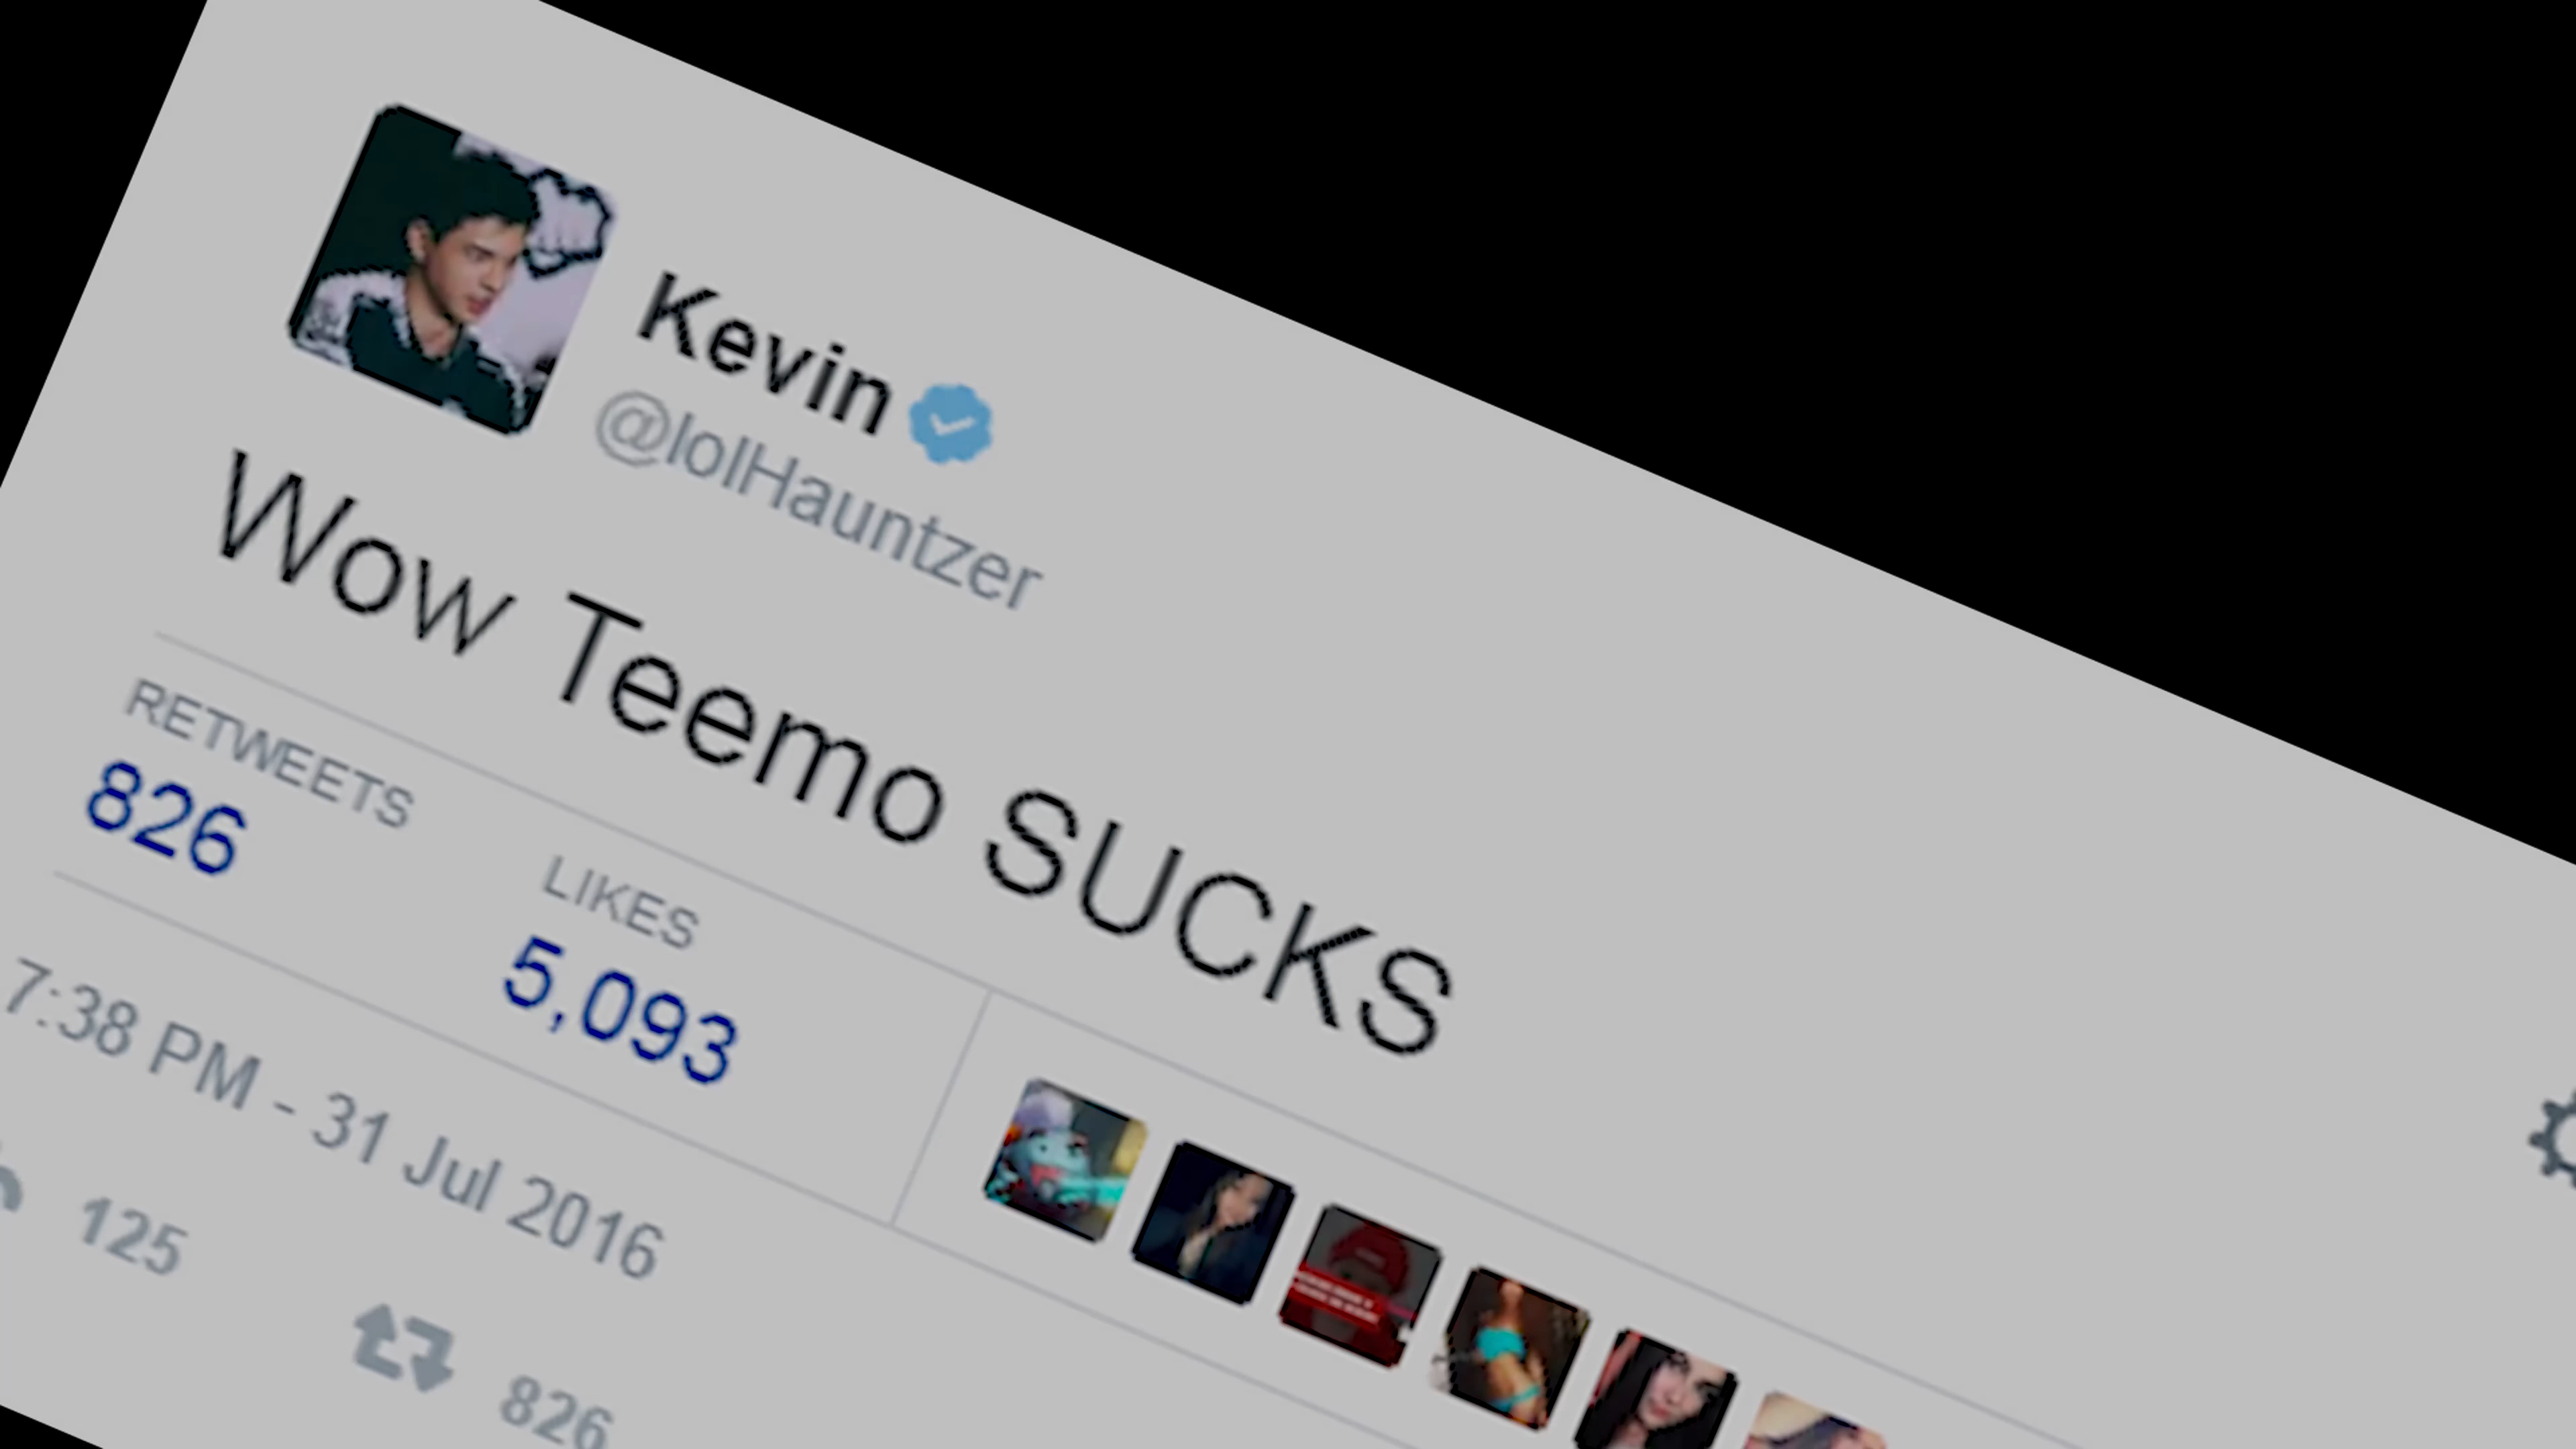 Kevin
@lolHauntzer
Wow Teemo SUCKS
RETWEETS
826
LIKES
5,093
7:38 PM - 31 Jul 2016
125
826